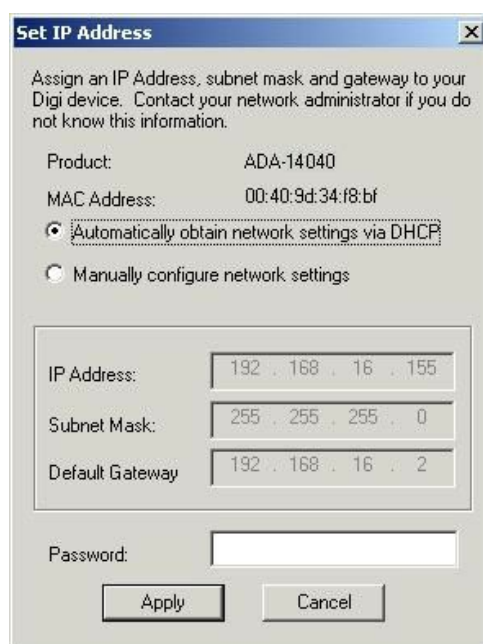 Set IP Address
Assign an IP Address, subnet mask and gateway to your
Digi device. Contact your network administrator if you do
not know this information.
Product: ADA-14040
MAC Address: 00:40:9d:34:f8:bf
Automatically obtain network settings via DHCP
Manually configure network settings
IP Address: 192 . 168 . 16 . 155
Subnet Mask: 255 . 255 . 255 . 0
Default Gateway 192 . 168 . 16 . 2
Password:
Apply Cancel